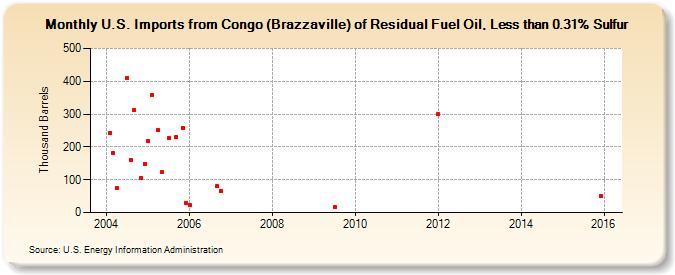 Monthly U.S. Imports from Congo (Brazzaville) of Residual Fuel Oil, Less than 0.31% Sulfur
Thousand Barrels
500
400
300
200
100
0
2004 2006 2008 2010 2012 2014 2016
Source: U.S. Energy Information Administration